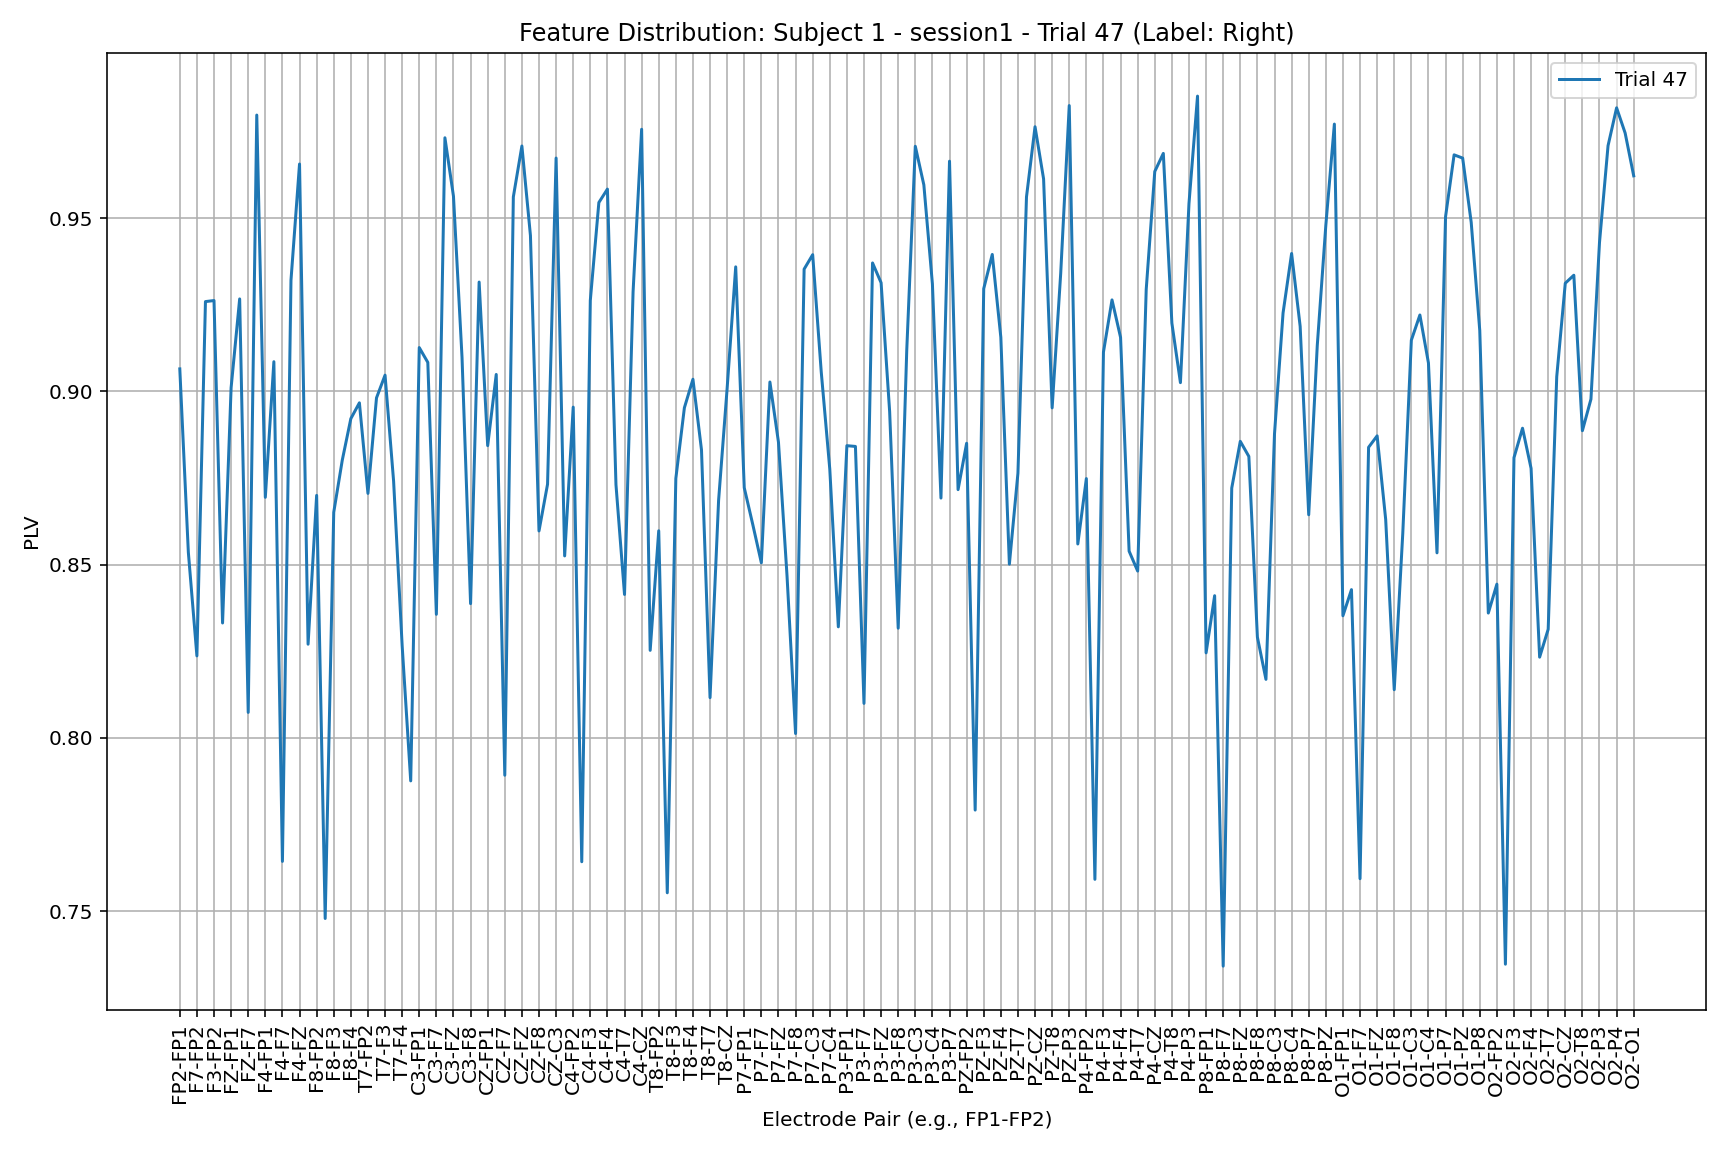 Feature Distribution: Subject 1 - session1 - Trial 47 (Label: Right)
Trial 47
PLV
0.95
0.90
0.85
0.80
0.75
FP2-FP1
F7-FP2
F3-FP2
FZ-FP1
FZ-F7
F4-FP1
F4-F7
F4-FZ
F8-FP2
F8-F3
F8-F4
T7-FP2
T7-F3
T7-F4
C3-FP1
C3-F7
C3-FZ
C3-F8
CZ-FP1
CZ-F7
CZ-FZ
CZ-F8
CZ-C3
C4-FP2
C4-F3
C4-F4
C4-T7
C4-CZ
T8-FP2
T8-F3
T8-F4
T8-T7
T8-CZ
P7-FP1
P7-F7
P7-FZ
P7-F8
P7-C3
P7-C4
P3-FP1
P3-F7
P3-FZ
P3-F8
P3-C3
P3-C4
P3-P7
PZ-FP2
PZ-F3
PZ-F4
PZ-T7
PZ-CZ
PZ-T8
PZ-P3
P4-FP2
P4-F3
P4-F4
P4-T7
P4-CZ
P4-T8
P4-P3
P8-FP1
P8-F7
P8-FZ
P8-F8
P8-C3
P8-C4
P8-P7
P8-PZ
O1-FP1
O1-F7
O1-FZ
O1-F8
O1-C3
O1-C4
O1-P7
O1-PZ
O1-P8
O2-FP2
O2-F3
O2-F4
O2-T7
O2-CZ
O2-T8
O2-P3
O2-P4
O2-O1
Electrode Pair (e.g., FP1-FP2)